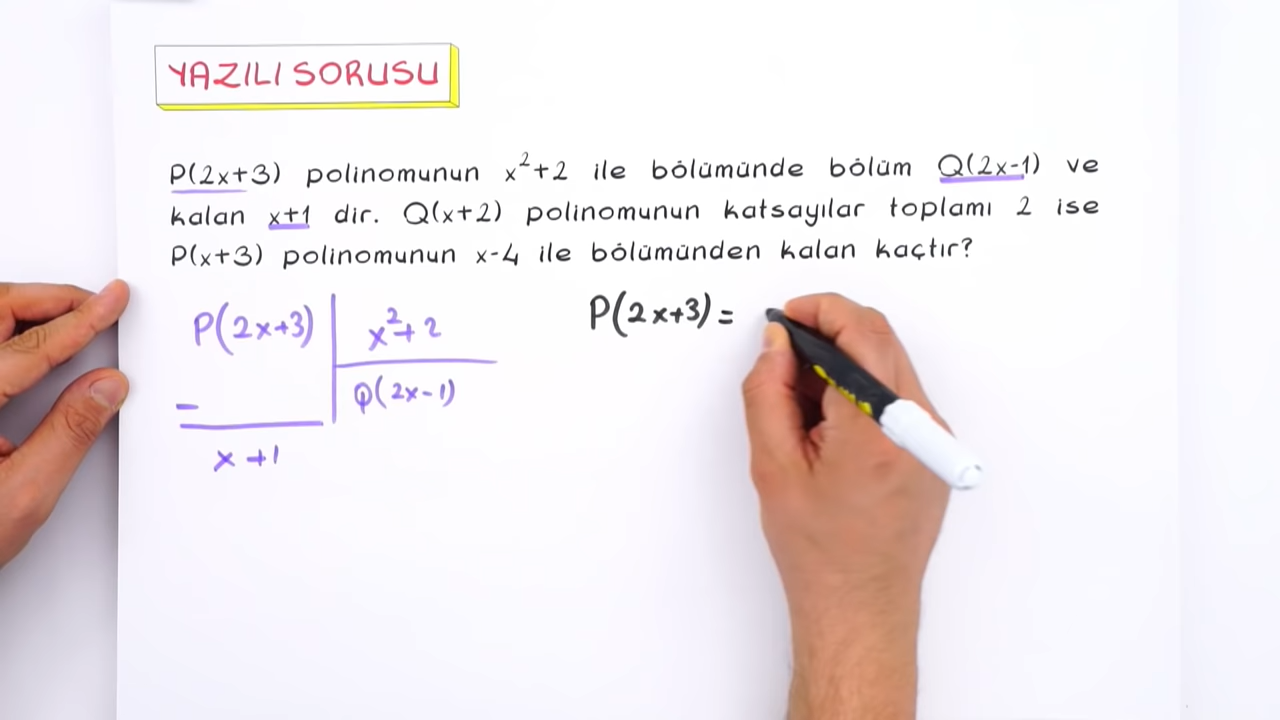 YAZILI SORUSU
P(2x+3) polinomunun x²+2 ile bölümünde bölüm Q(2x-1) ve
kalan x+1 dir. Q(x+2) polinomunun katsayılar toplamı 2 ise
P(x+3) polinomunun x-4 ile bölümünden kalan kaçtır?
P(2x+3) x²+2
- Q(2x-1)
x+1
P(2x+3)=